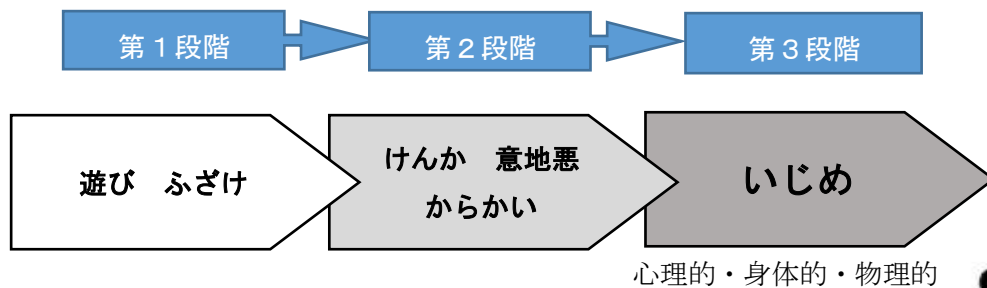 第１段階
第２段階
第３段階
遊び　ふざけ
けんか　意地悪
からかい
いじめ
心理的・身体的・物理的